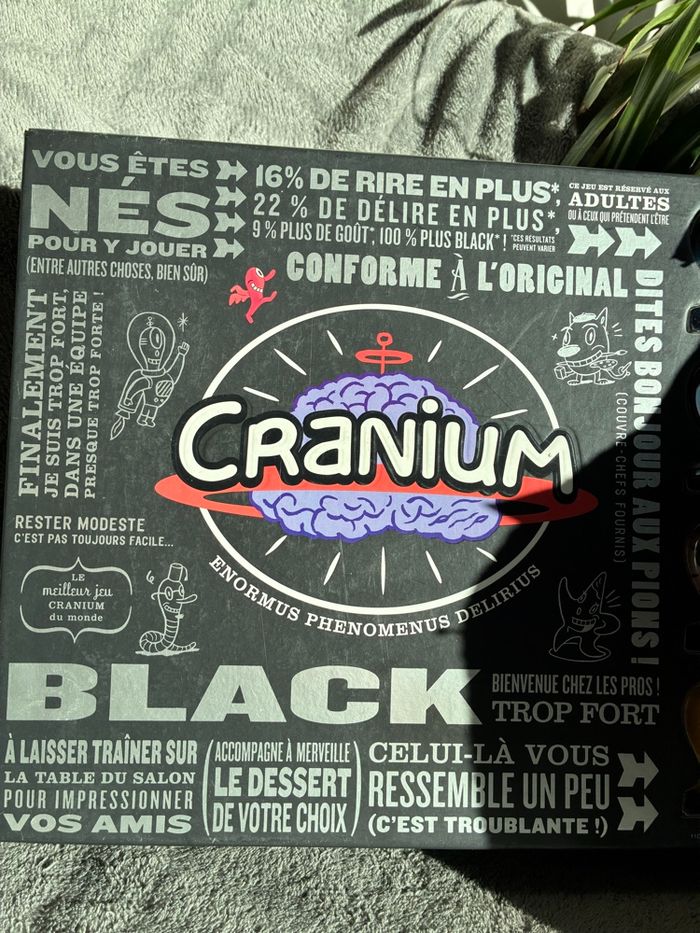 VOUS ÊTES
NÉS
POUR Y JOUER
(ENTRE AUTRES CHOSES, BIEN SÛR)
16% DE RIRE EN PLUS*,
22 % DE DÉLIRE EN PLUS*,
9 % PLUS DE GOÛT*, 100 % PLUS BLACK* !
*CES RÉSULTATS
PEUVENT VARIER
CE JEU EST RÉSERVÉ AUX
ADULTES
OU À CEUX QUI PRÉTENDENT L'ÊTRE
CONFORME À L'ORIGINAL
DITES BONJOUR AUX PIONS !
(COUVRE-CHEFS FOURNIS)
FINALEMENT
JE SUIS TROP FORT,
DANS UNE ÉQUIPE
PRESQUE TROP FORTE !
CRANIUM
RESTER MODESTE
C'EST PAS TOUJOURS FACILE...
LE
meilleur jeu
CRANIUM
du monde
ENORMUS PHENOMENUS DELIRIUS
BLACK
BIENVENUE CHEZ LES PROS !
TROP FORT
À LAISSER TRAÎNER SUR
LA TABLE DU SALON
POUR IMPRESSIONNER
VOS AMIS
(ACCOMPAGNE À MERVEILLE
LE DESSERT
DE VOTRE CHOIX)
CELUI-LÀ VOUS
RESSEMBLE UN PEU
(C'EST TROUBLANTE !)